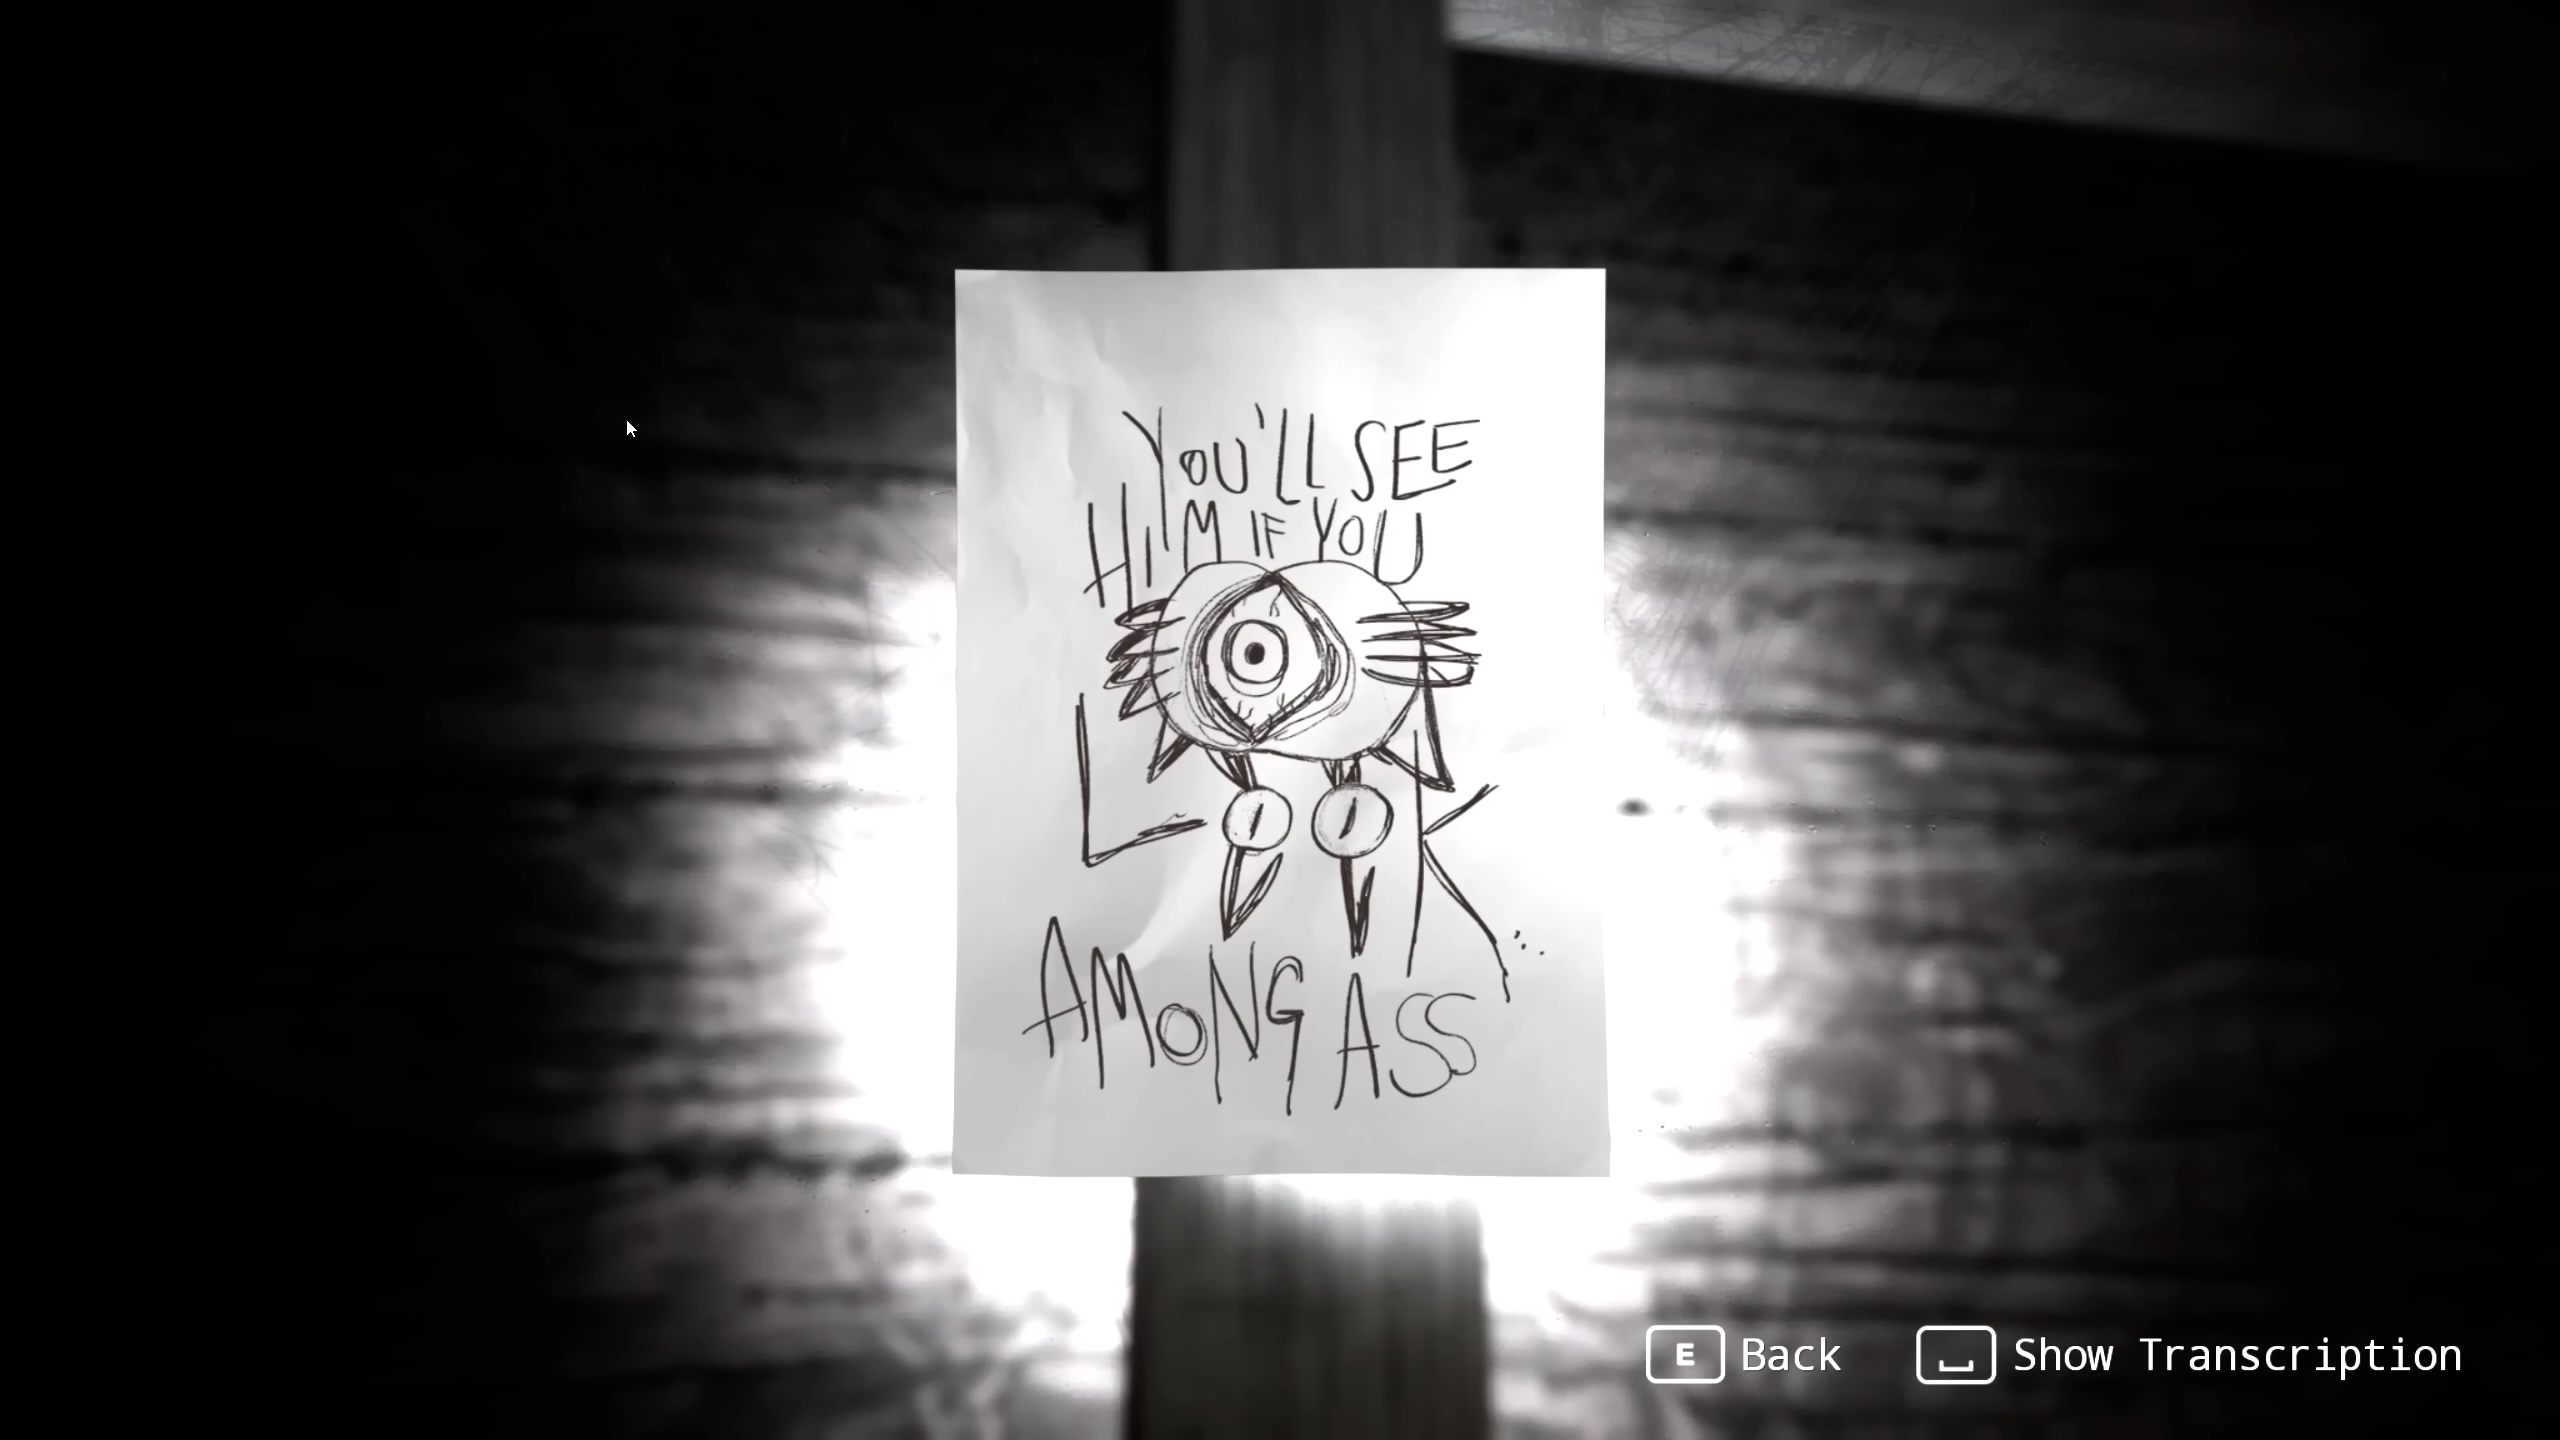 YOU'LL SEE
HIM IF YOU
LOOK...
AMONG ASS
E Back
Show Transcription